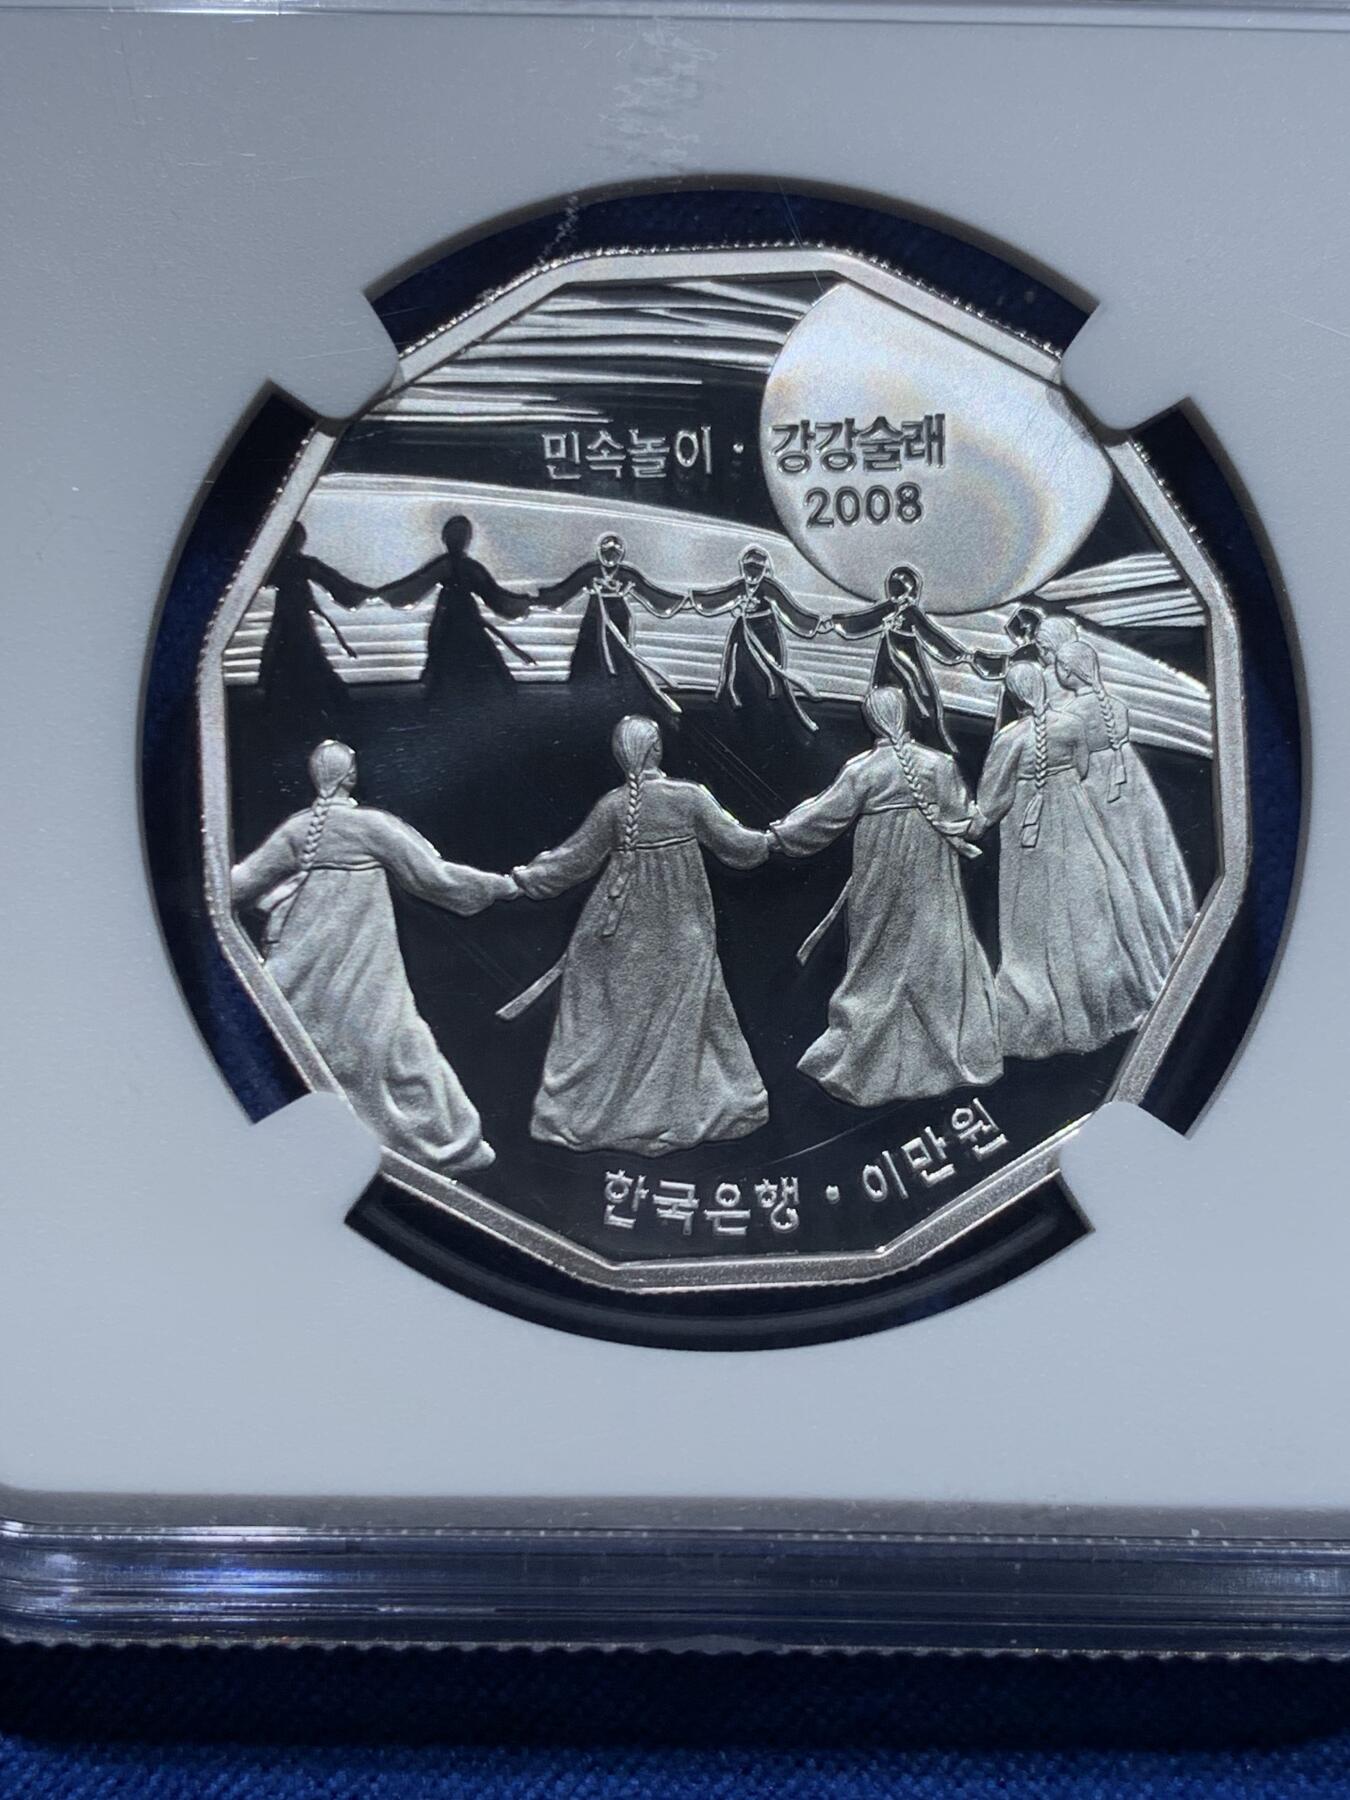 민속놀이 · 강강술래
2008
한국은행 · 이만원